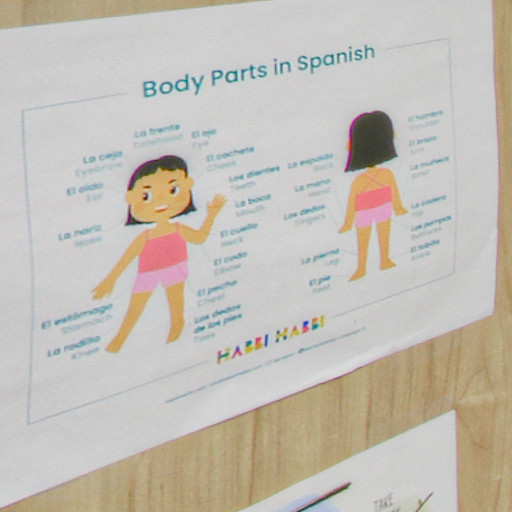 Body Parts in Spanish
La frente
Forehead
El ojo
Eye
La ceja
Eyebrow
El cachete
Cheek
El oído
Ear
Los dientes
Teeth
La boca
Mouth
La nariz
Nose
El cuello
Neck
El codo
Elbow
El pecho
Chest
El estómago
Stomach
Los dedos
de los pies
Toes
La rodilla
Knee
El hombro
Shoulder
La espalda
Back
El brazo
Arm
La muñeca
Wrist
La mano
Hand
Los dedos
Fingers
La cadera
Hip
Las pompas
La pierna
Leg
El tobillo
Ankle
El pie
Foot
HABBI HABBI
TAKE